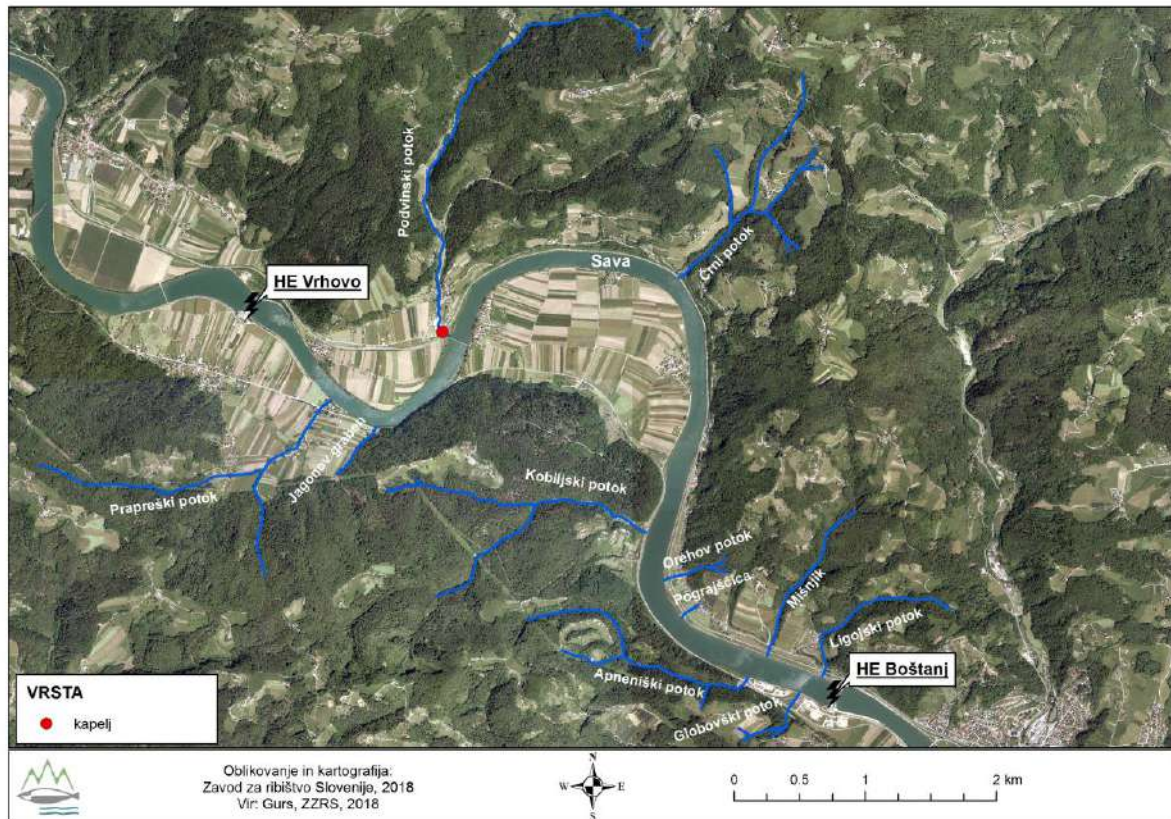 Podvinski potok
Črni potok
Sava
HE Vrhovo
Jagonev graben
Prapreški potok
Kobiljski potok
Orehov potok
Pograjščica
Mišnjik
Ligojski potok
HE Boštanj
Apneniški potok
Globovški potok
VRSTA
kapelj
Oblikovanje in kartografija:
Zavod za ribištvo Slovenije, 2018
Vir: Gurs, ZZRS, 2018
N
W
E
S
0 0.5 1 2 km